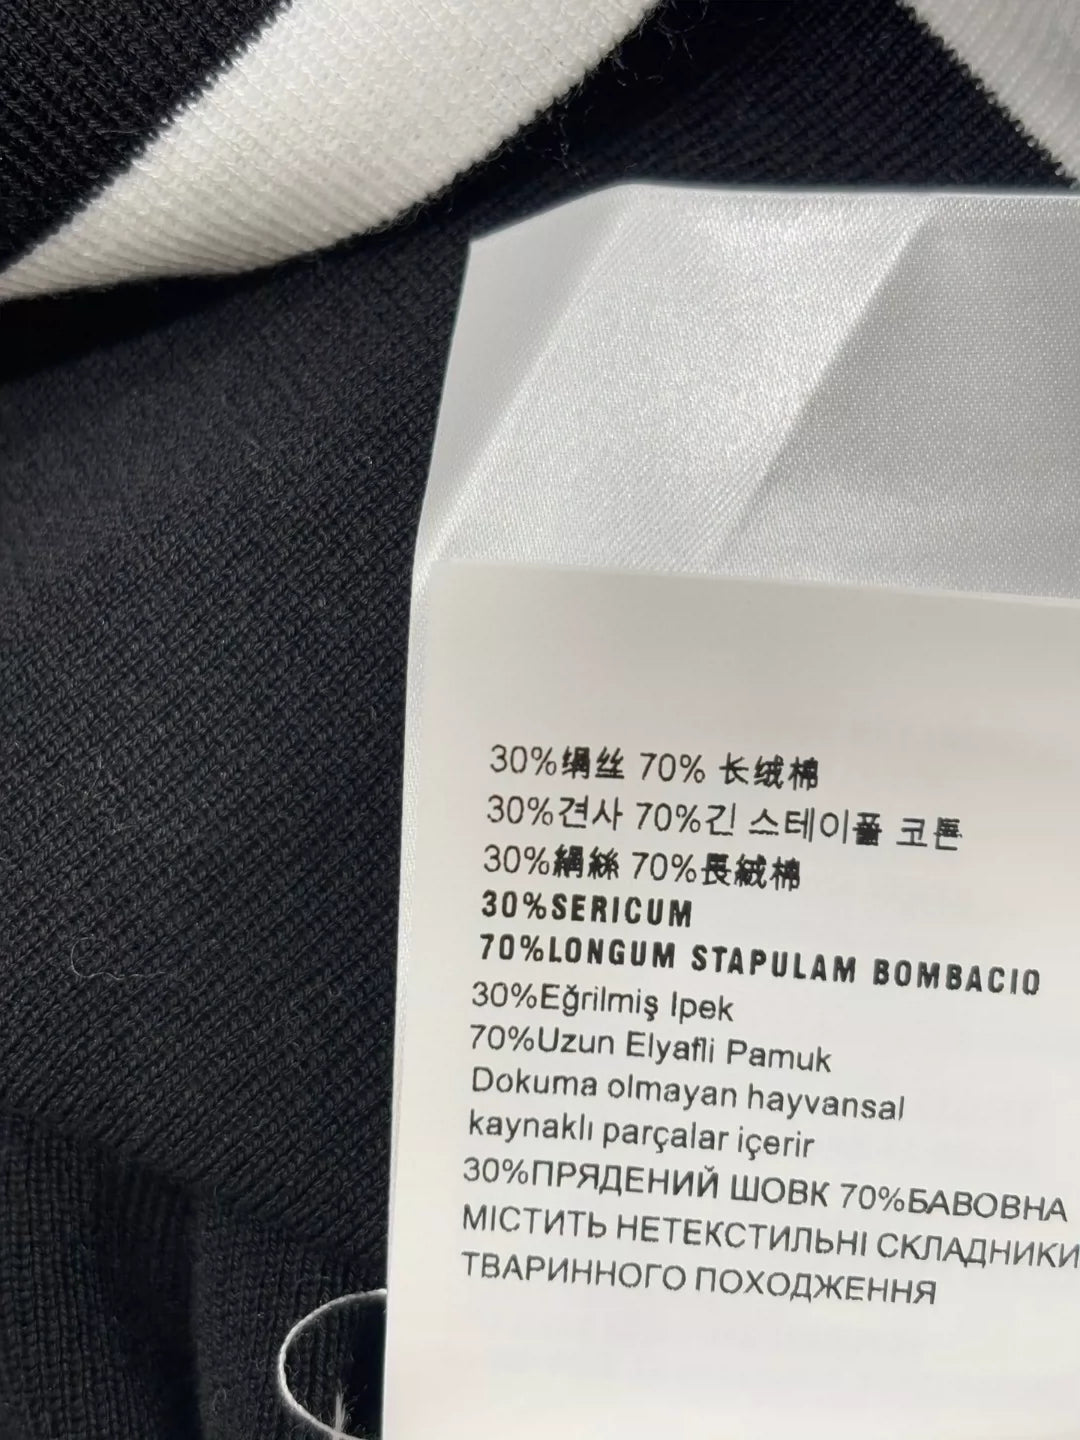 30%绢丝 70% 长绒棉
30%견사 70%긴 스테이플 코튼
30%絹絲 70%長絨棉
30%SERICUM
70%LONGUM STAPULAM BOMBACIO
30%Eğrilmiş Ipek
70%Uzun Elyafli Pamuk
Dokuma olmayan hayvansal
kaynaklı parçalar içerir
30%ПРЯДЕНИЙ ШОВК 70%БАВОВНА
МІСТИТЬ НЕТЕКСТИЛЬНІ СКЛАДНИКИ
ТВАРИННОГО ПОХОДЖЕННЯ